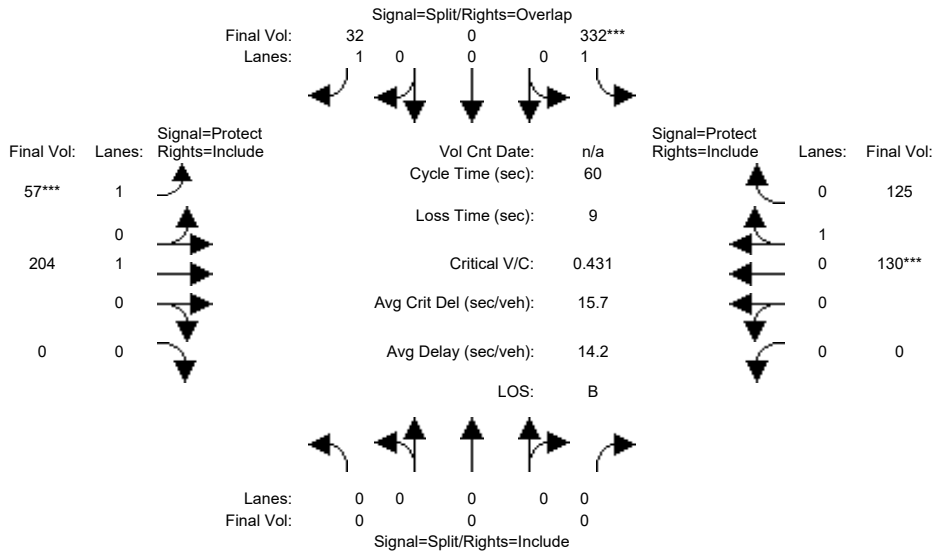 Signal=Split/Rights=Overlap
Final Vol: 32 0 332***
Lanes: 1 0 0 0 1
Signal=Protect Signal=Protect
Final Vol: Lanes: Rights=Include Vol Cnt Date: n/a Rights=Include Lanes: Final Vol:
Cycle Time (sec): 60
57*** 1 0 125
Loss Time (sec): 9
0 1
204 1 Critical V/C: 0.431 0 130***
0 Avg Crit Del (sec/veh): 15.7 0
0 0 Avg Delay (sec/veh): 14.2 0 0
LOS: B
Lanes: 0 0 0 0 0
Final Vol: 0 0 0
Signal=Split/Rights=Include